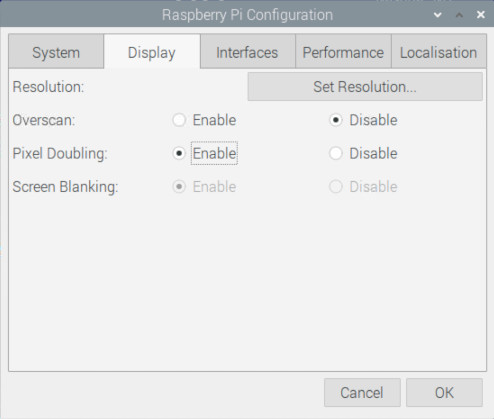 Raspberry Pi Configuration
System Display Interfaces Performance Localisation
Resolution: Set Resolution...
Overscan: Enable Disable
Pixel Doubling: Enable Disable
Screen Blanking: Enable Disable
Cancel OK